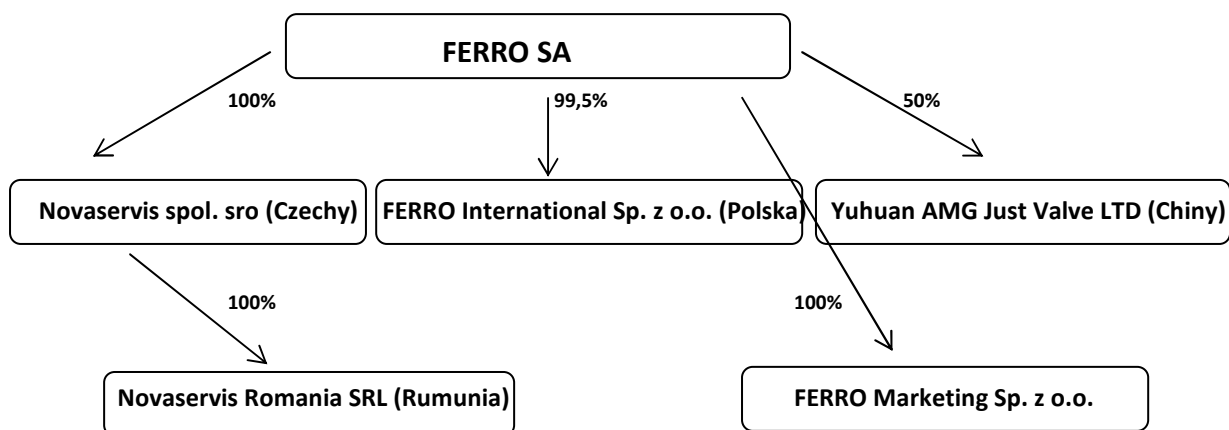 FERRO SA
100%
99,5%
50%
Novaservis spol. sro (Czechy)
FERRO International Sp. z o.o. (Polska)
Yuhuan AMG Just Valve LTD (Chiny)
100%
100%
Novaservis Romania SRL (Rumunia)
FERRO Marketing Sp. z o.o.